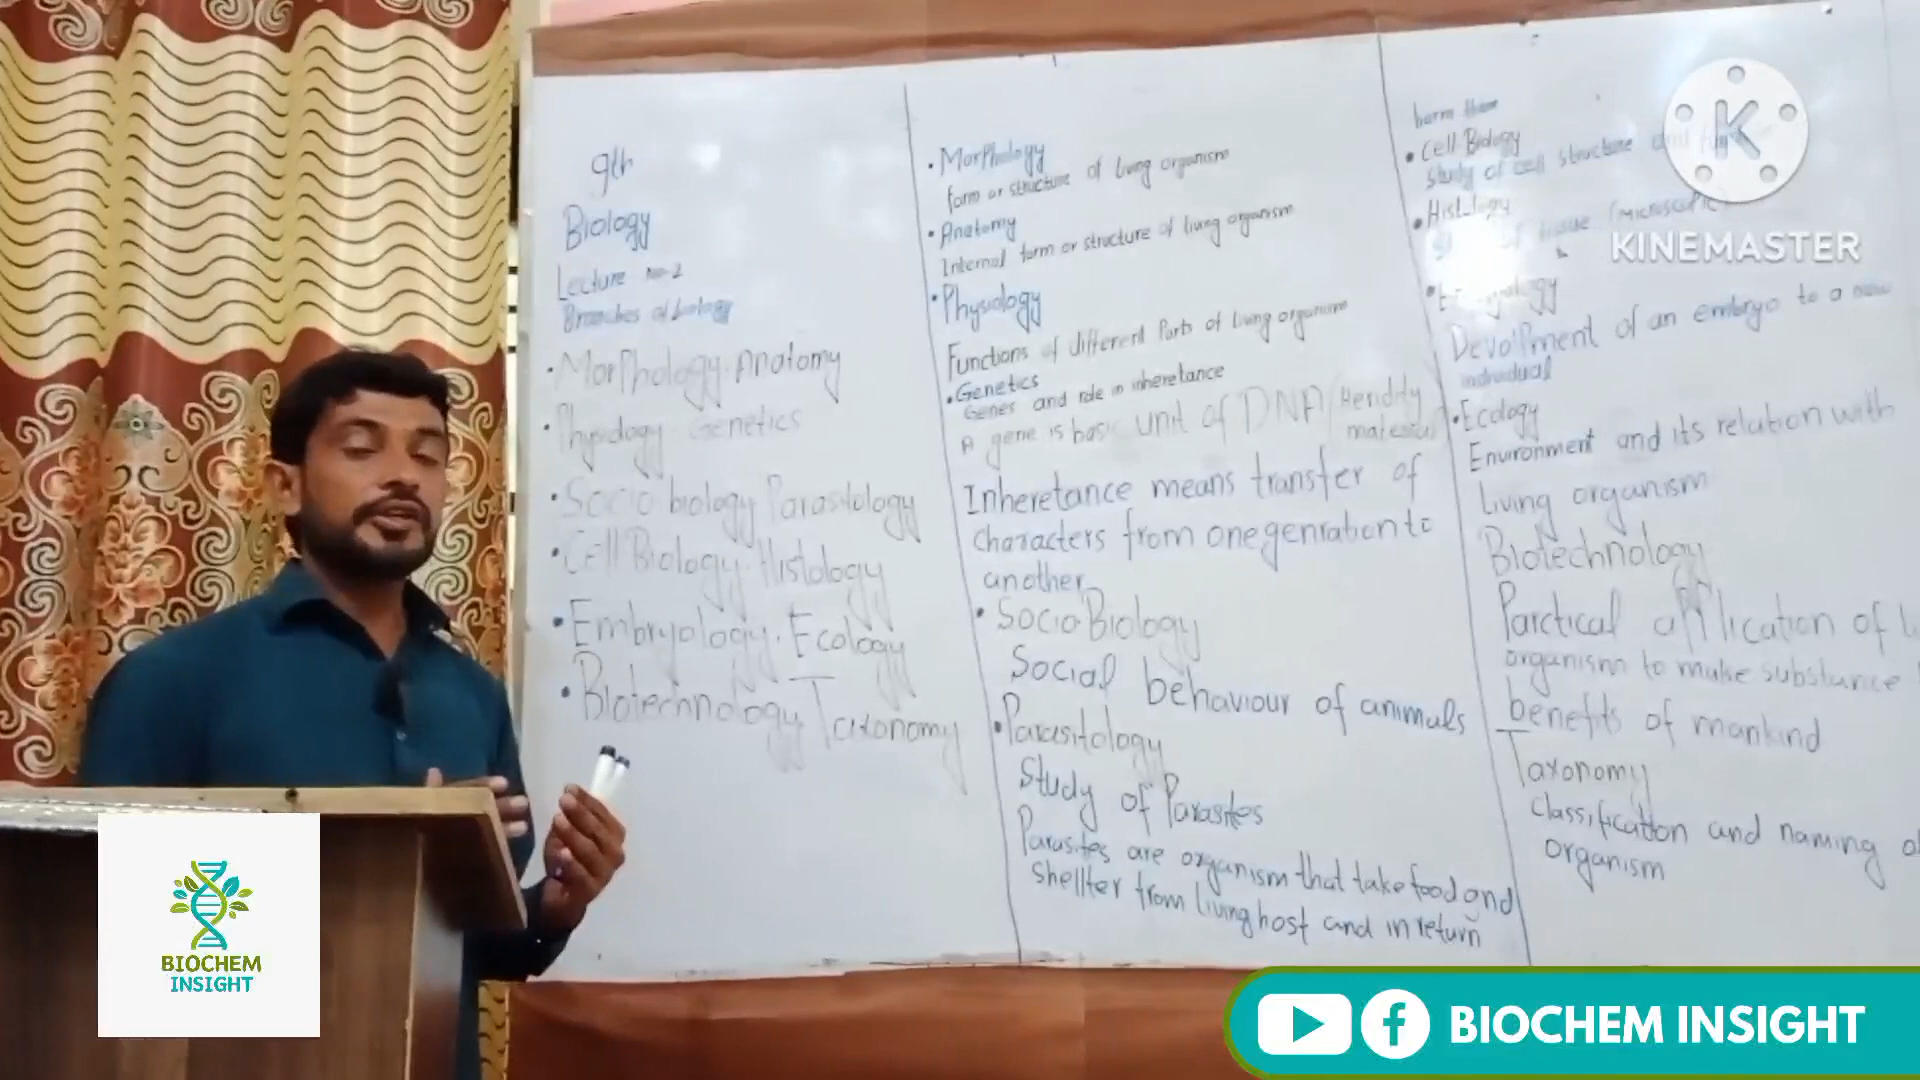 9th
Biology
Lecture No-2
Branches of biology
• Morphology. Anatomy
• Physiology. Genetics
• Socio biology Parasitology
• Cell Biology. Histology
• Embryology. Ecology
• Biotechnology Taxonomy
• Morphology
form or structure of living organism
• Anatomy
Internal form or structure of living organism
• Physiology
Functions of different Parts of living organism
• Genetics
Genes and role in inheretance
A gene is basic unit of DNA (Heridity
material
Inheretance means transfer of
characters from one genration to
another
• Socio Biology
Social behaviour of animals
• Parasitology
Study of Parasites
Parasites are organism that take food and
shellter from living host and in return
harm them
• Cell Biology
Study of cell structure and
• Histology
of tissue (Microscopic
Devolpment of an embryo to a new
individual
• Ecology
Environment and its relation with
living organism
Biotechnology
Parctical application of
organism to make substance
benefits of mankind
Taxonomy
Classification and naming of
organism
K
KINEMASTER
BIOCHEM
INSIGHT
BIOCHEM INSIGHT